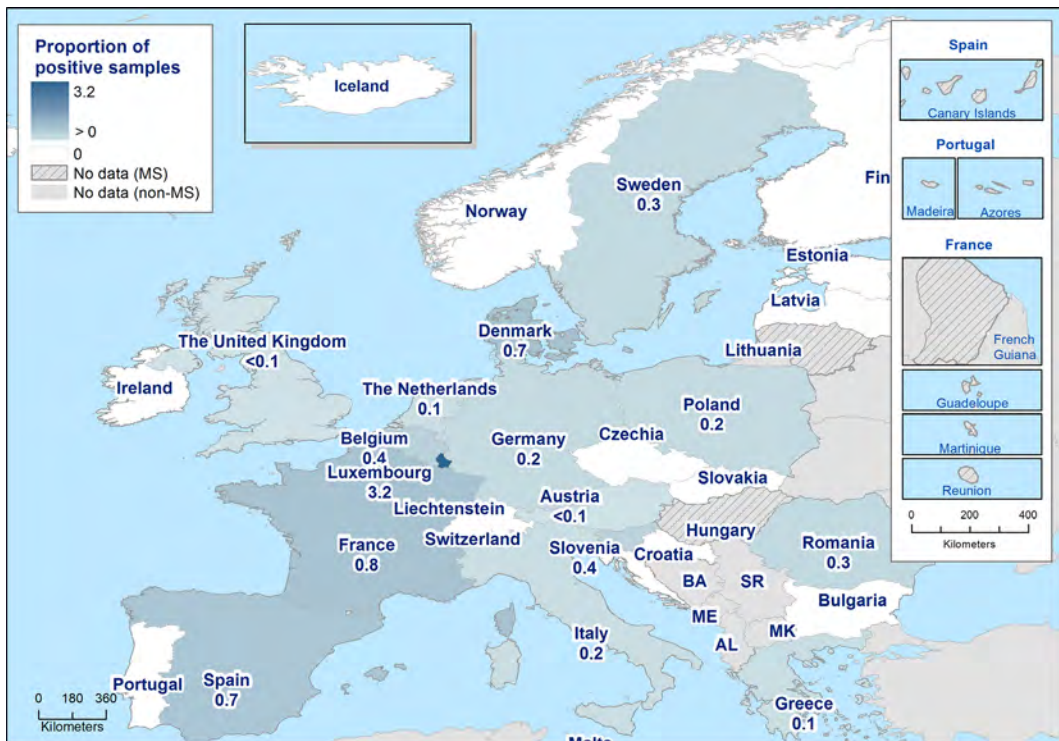 Proportion of
positive samples
3.2
> 0
0
No data (MS)
No data (non-MS)
Iceland
Spain
Canary Islands
Portugal
Madeira
Azores
France
French
Guiana
Guadeloupe
Martinique
Reunion
0 200 400
Kilometers
Sweden
0.3
Fin
Norway
Estonia
Latvia
Lithuania
Denmark
0.7
The United Kingdom
<0.1
Ireland
The Netherlands
0.1
Poland
0.2
Belgium
0.4
Germany
0.2
Czechia
Luxembourg
3.2
Slovakia
Liechtenstein
Austria
<0.1
Switzerland
Hungary
France
0.8
Slovenia
0.4
Croatia
Romania
0.3
BA
SR
Bulgaria
ME
MK
AL
Italy
0.2
Portugal
Spain
0.7
Greece
0.1
Malta
0 180 360
Kilometers